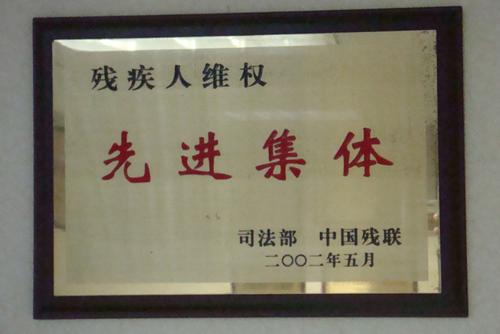 残疾人维权
先进集体
司法部 中国残联
二〇〇二年五月